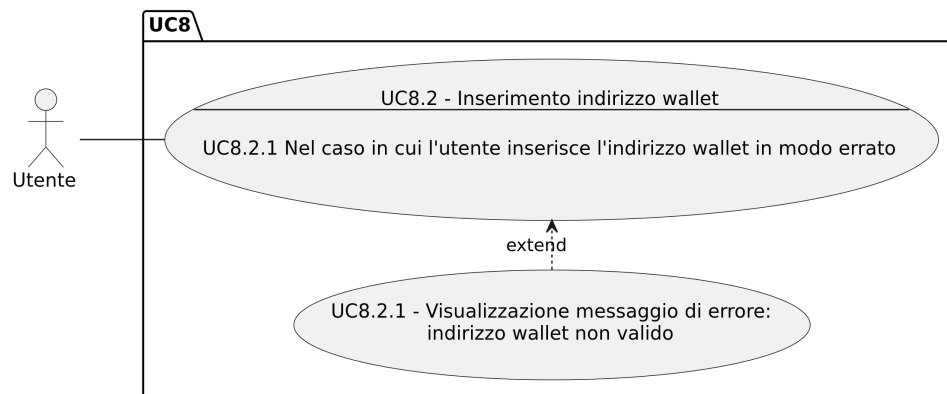 UC8
UC8.2 - Inserimento indirizzo wallet
UC8.2.1 Nel caso in cui l'utente inserisce l'indirizzo wallet in modo errato
Utente
extend
UC8.2.1 - Visualizzazione messaggio di errore:
indirizzo wallet non valido